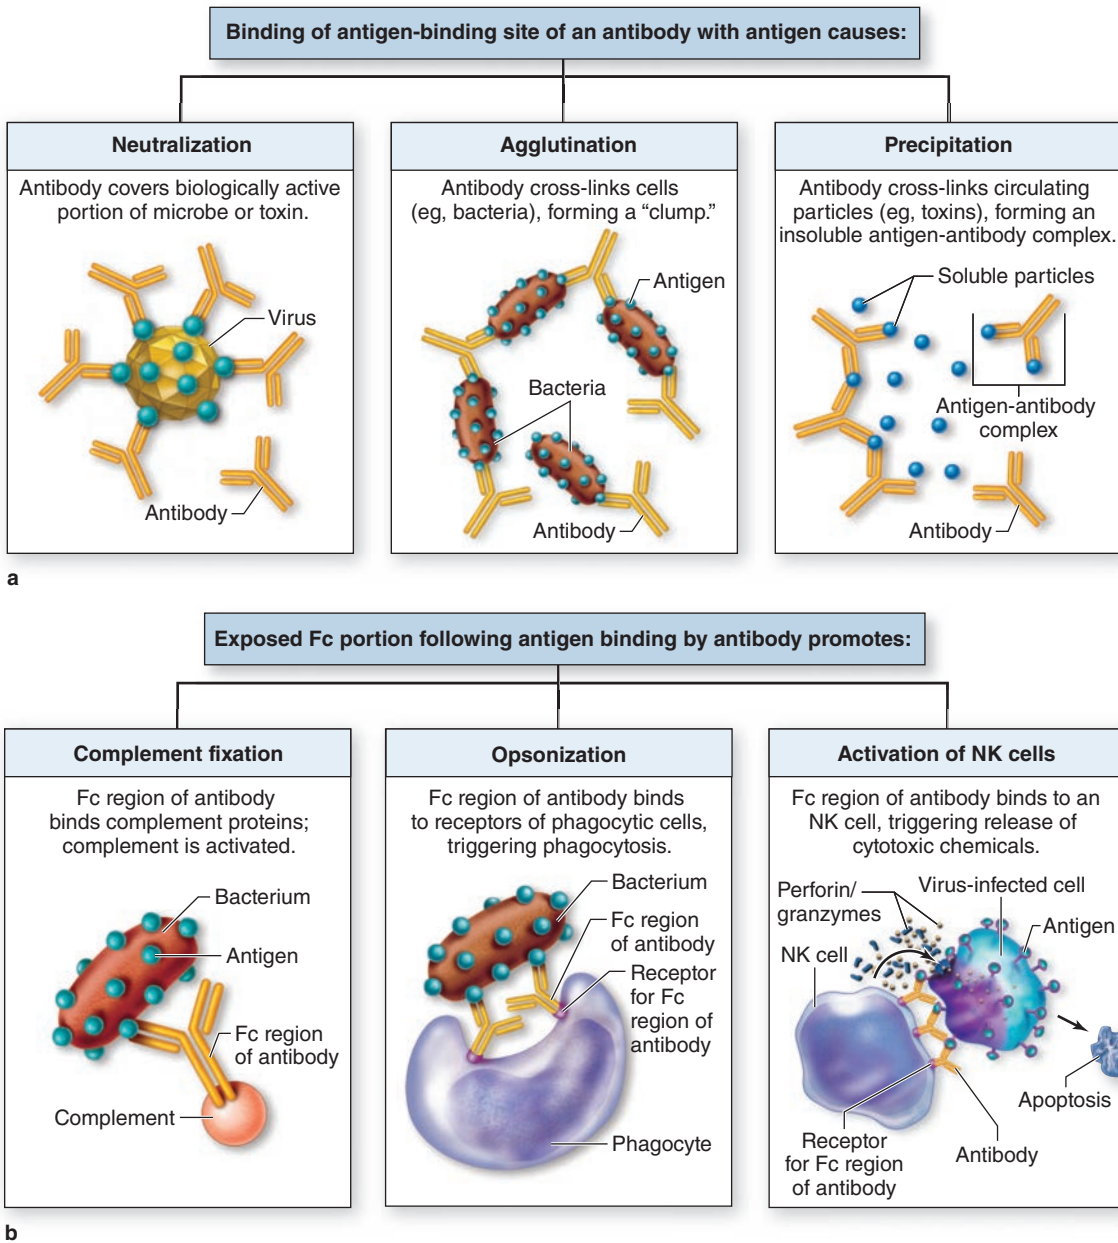 Binding of antigen-binding site of an antibody with antigen causes:
Neutralization
Antibody covers biologically active
portion of microbe or toxin.
Virus
Antibody
Agglutination
Antibody cross-links cells
(eg, bacteria), forming a “clump.”
Antigen
Bacteria
Antibody
Precipitation
Antibody cross-links circulating
particles (eg, toxins), forming an
insoluble antigen-antibody complex.
Soluble particles
Antigen-antibody
complex
Antibody
a
Exposed Fc portion following antigen binding by antibody promotes:
Complement fixation
Fc region of antibody
binds complement proteins;
complement is activated.
Bacterium
Antigen
Fc region
of antibody
Complement
Opsonization
Fc region of antibody binds
to receptors of phagocytic cells,
triggering phagocytosis.
Bacterium
Fc region
of antibody
Receptor
for Fc
region of
antibody
Phagocyte
Activation of NK cells
Fc region of antibody binds to an
NK cell, triggering release of
cytotoxic chemicals.
Perforin/
granzymes
Virus-infected cell
Antigen
NK cell
Apoptosis
Receptor
for Fc region
of antibody
Antibody
b